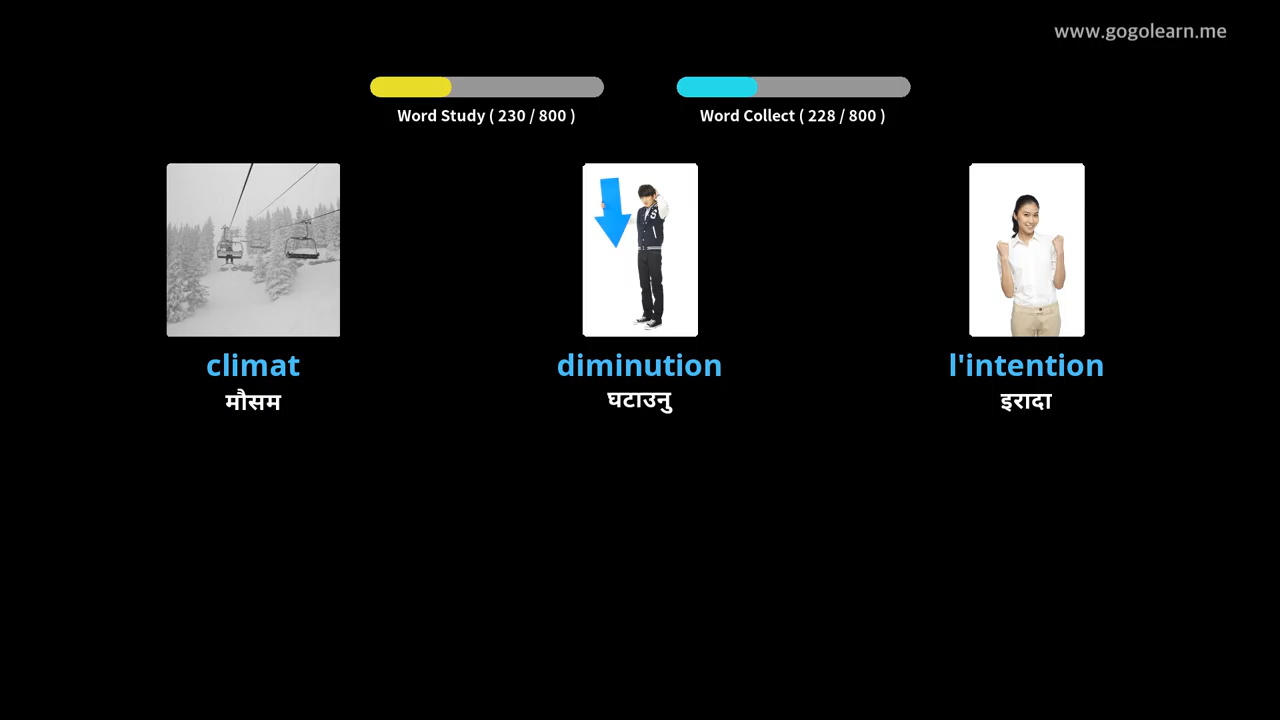 www.gogolearn.me
Word Study ( 230 / 800 )
Word Collect ( 228 / 800 )
climat
diminution
l'intention
मौसम
घटाउनु
इरादा